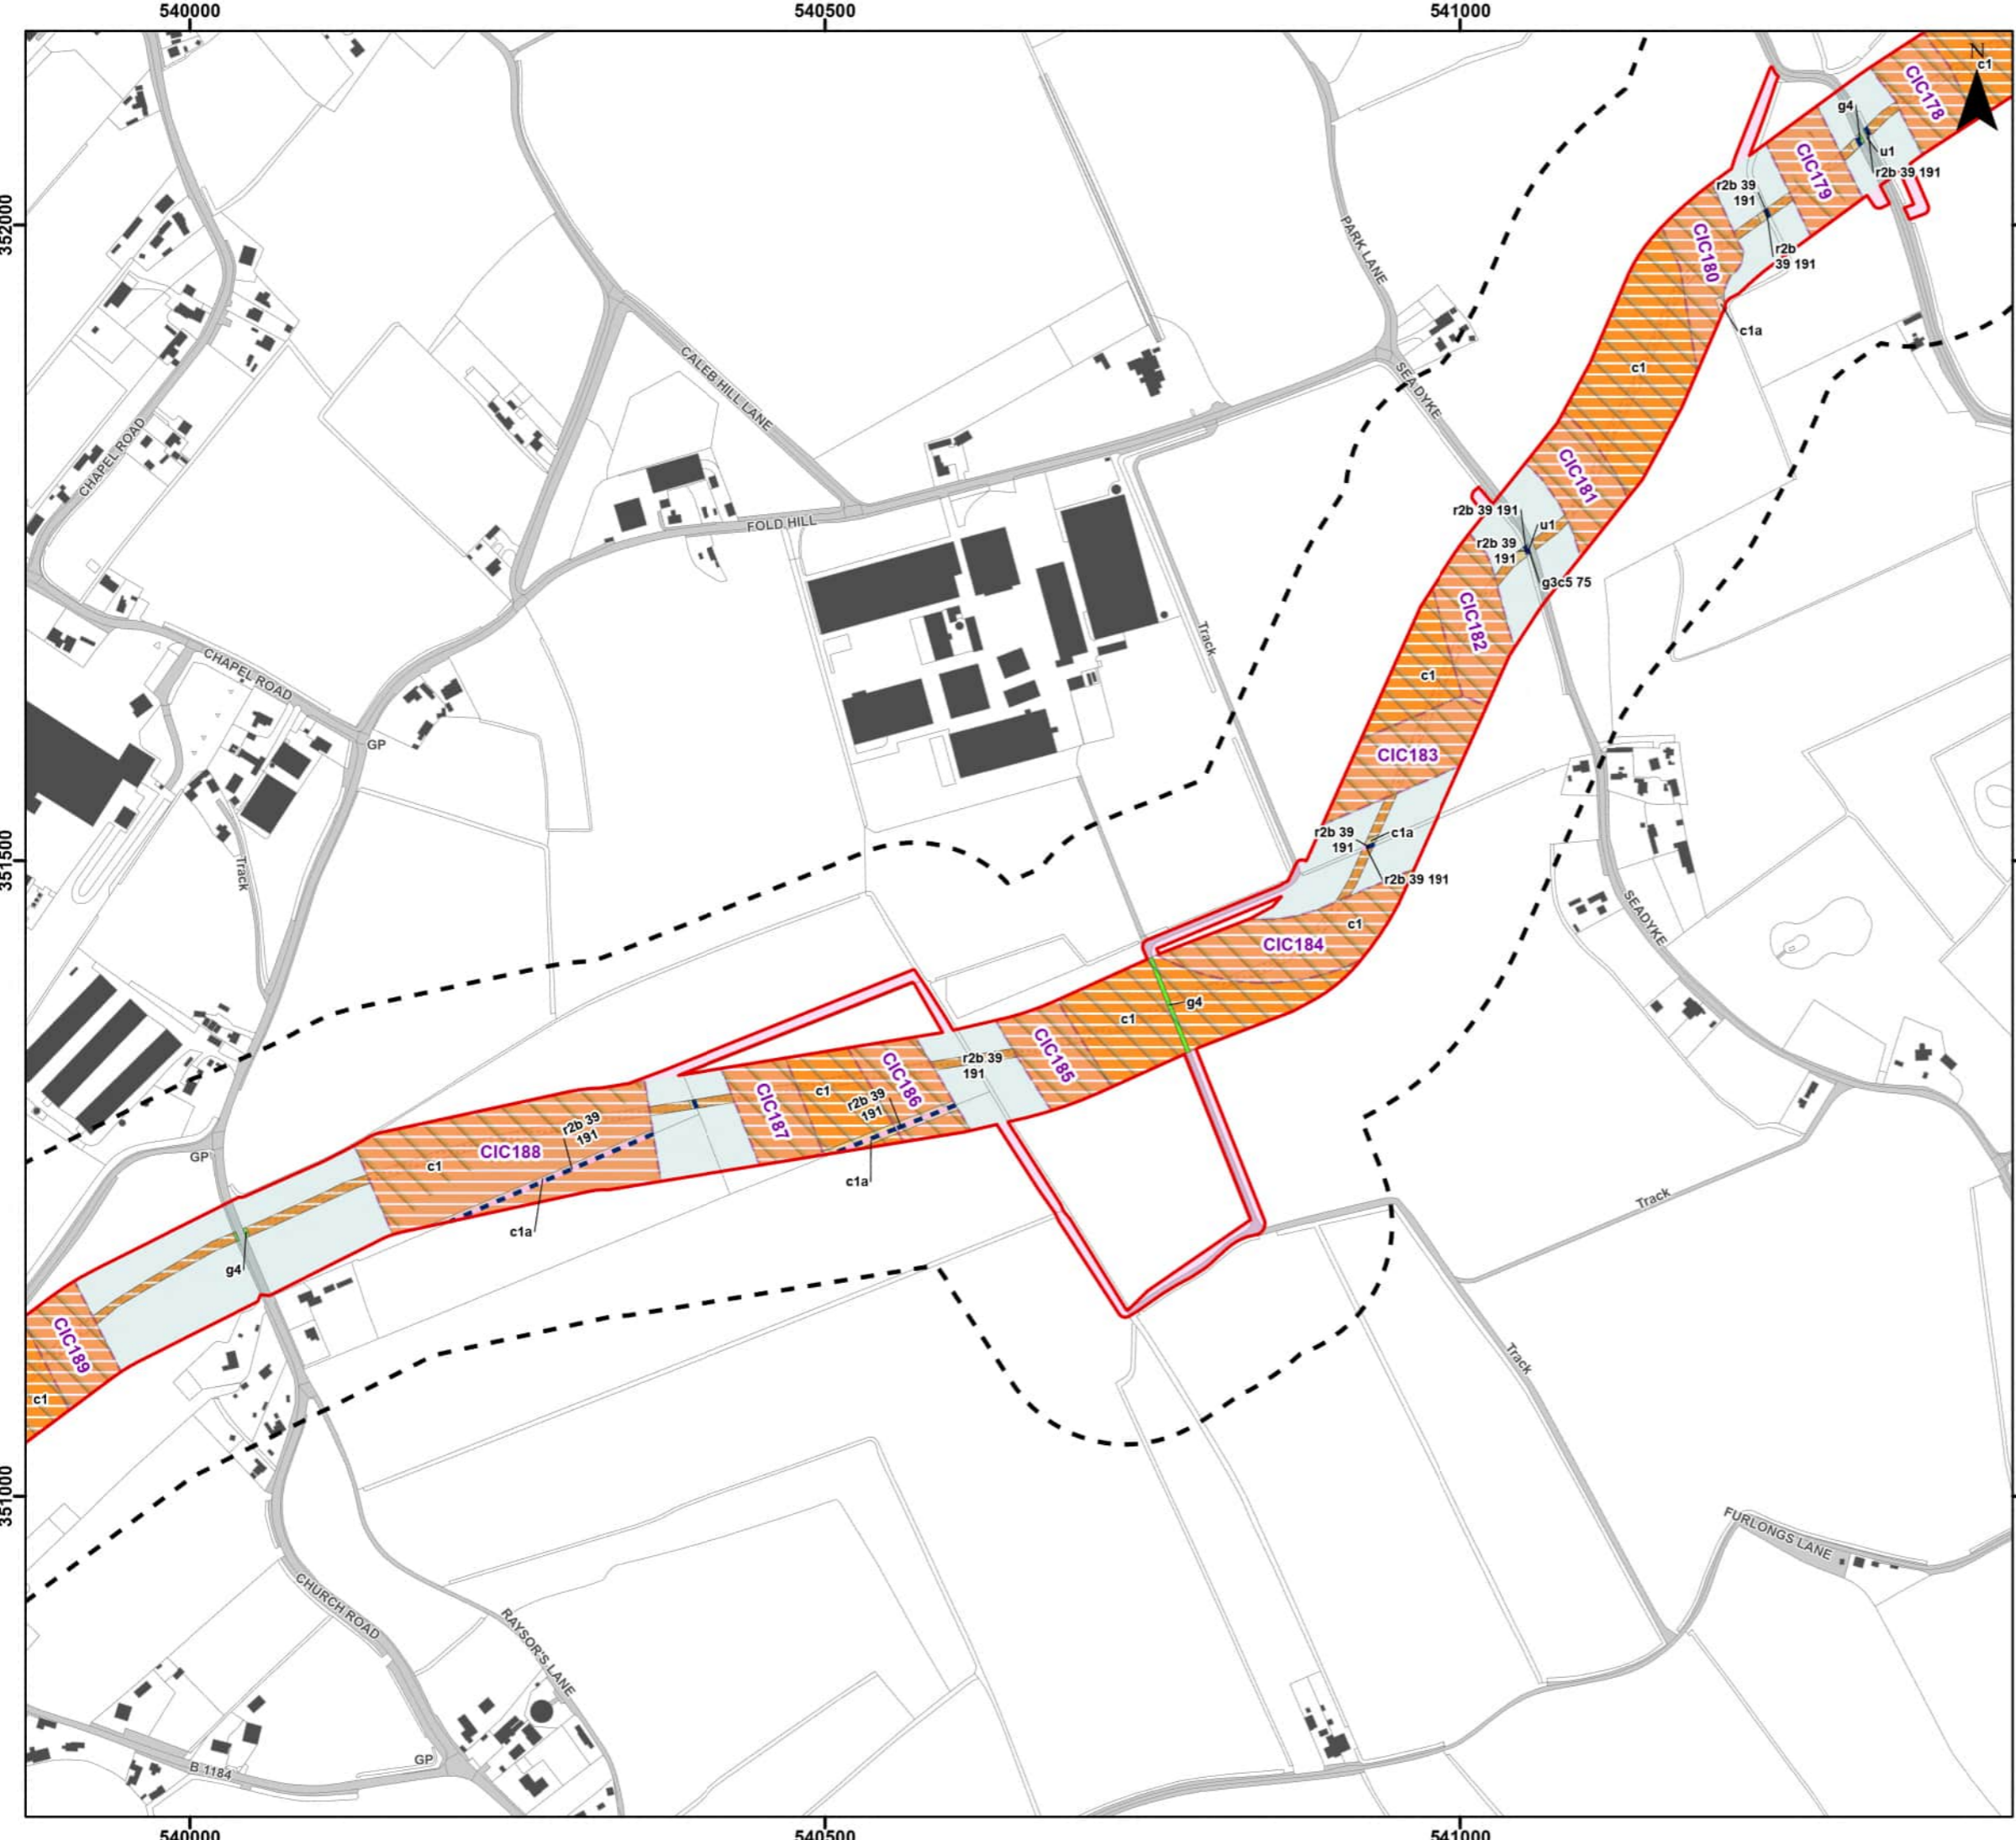 540000
540500
541000
N
c1
CIC178
g4
u1
r2b 39 191
CIC179
r2b 39
191
352000
PARK LANE
CIC180
r2b
39 191
c1a
CALEB HILL LANE
SEA DYKE
c1
CHAPEL ROAD
CIC181
r2b 39 191
FOLD HILL
u1
r2b 39
191
g3c5 75
CIC182
Track
CHAPEL ROAD
c1
GP
CIC183
r2b 39
191
c1a
351500
Track
r2b 39 191
SEADYKE
c1
CIC184
g4
c1
CIC185
r2b 39
191
CIC186
c1
r2b 39
191
CIC187
r2b 39
191
CIC188
GP
c1
c1a
c1a
Track
g4
CIC189
Track
c1
351000
FURLONGS LANE
CHURCH ROAD
RAYSOR'S LANE
GP
B 1184
540000
540500
541000